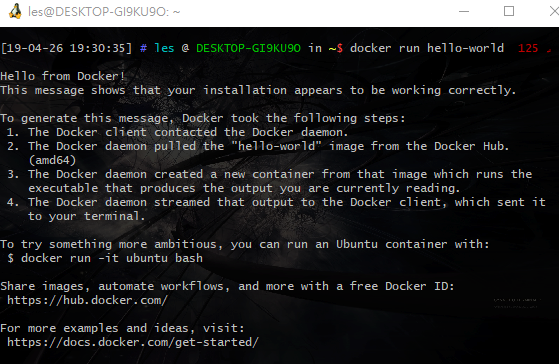 les@DESKTOP-GI9KU9O: ~
[19-04-26 19:30:35] # les @ DESKTOP-GI9KU9O in ~$ docker run hello-world 125
Hello from Docker!
This message shows that your installation appears to be working correctly.
To generate this message, Docker took the following steps:
1. The Docker client contacted the Docker daemon.
2. The Docker daemon pulled the "hello-world" image from the Docker Hub.
(amd64)
3. The Docker daemon created a new container from that image which runs the
executable that produces the output you are currently reading.
4. The Docker daemon streamed that output to the Docker client, which sent it
to your terminal.
To try something more ambitious, you can run an Ubuntu container with:
$ docker run -it ubuntu bash
Share images, automate workflows, and more with a free Docker ID:
https://hub.docker.com/
For more examples and ideas, visit:
https://docs.docker.com/get-started/